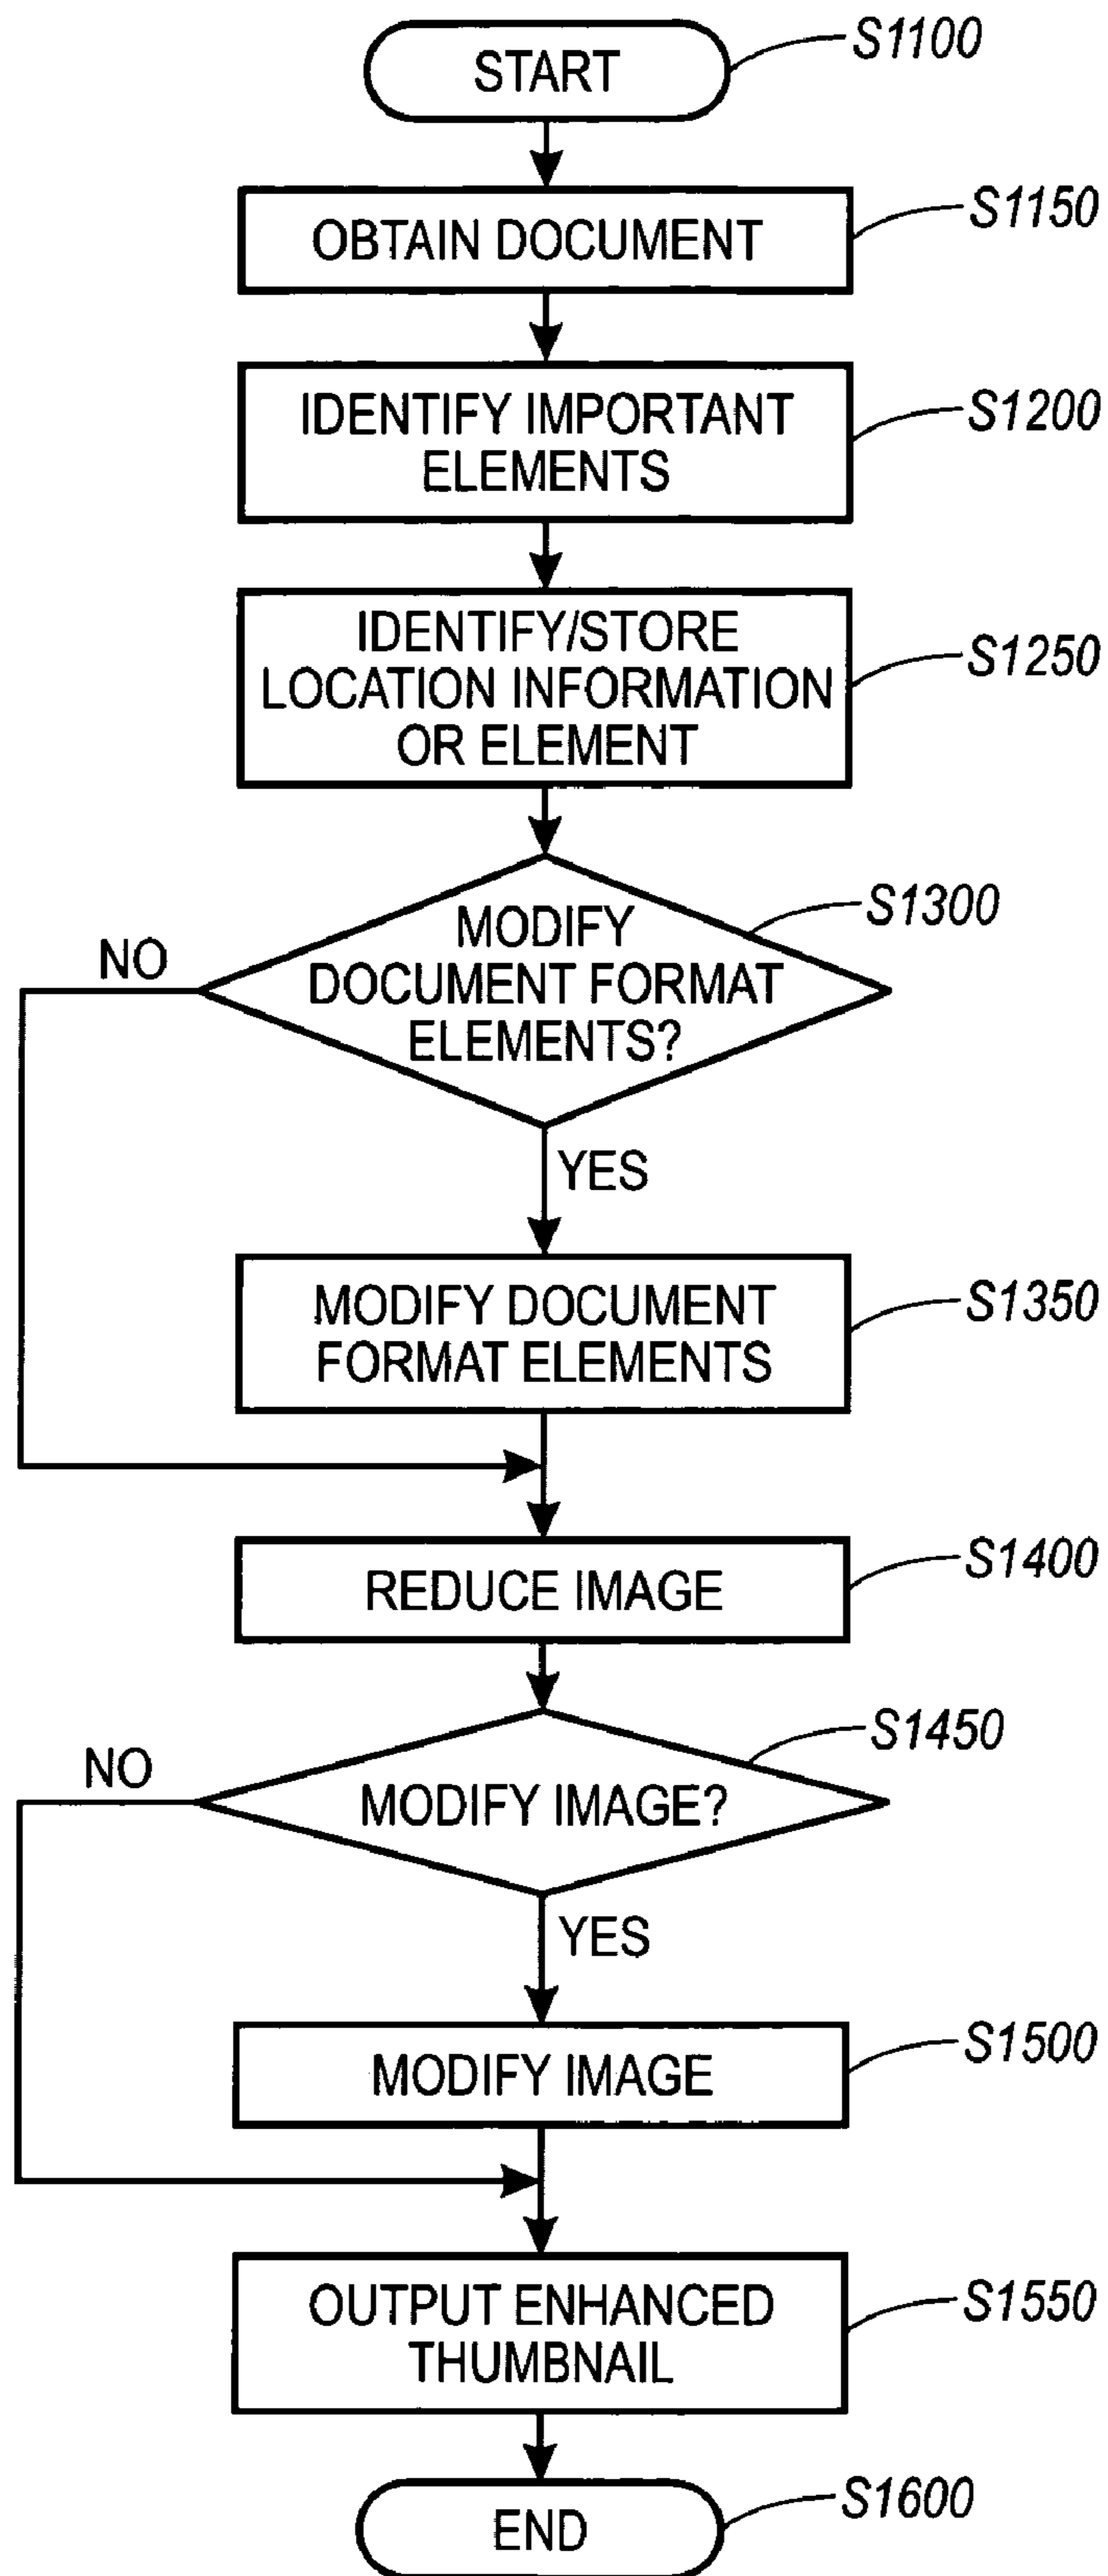 START
S1100
OBTAIN DOCUMENT
S1150
IDENTIFY IMPORTANT
ELEMENTS
S1200
IDENTIFY/STORE
LOCATION INFORMATION
OR ELEMENT
S1250
MODIFY
DOCUMENT FORMAT
ELEMENTS?
S1300
NO
YES
MODIFY DOCUMENT
FORMAT ELEMENTS
S1350
REDUCE IMAGE
S1400
MODIFY IMAGE?
S1450
NO
YES
MODIFY IMAGE
S1500
OUTPUT ENHANCED
THUMBNAIL
S1550
END
S1600